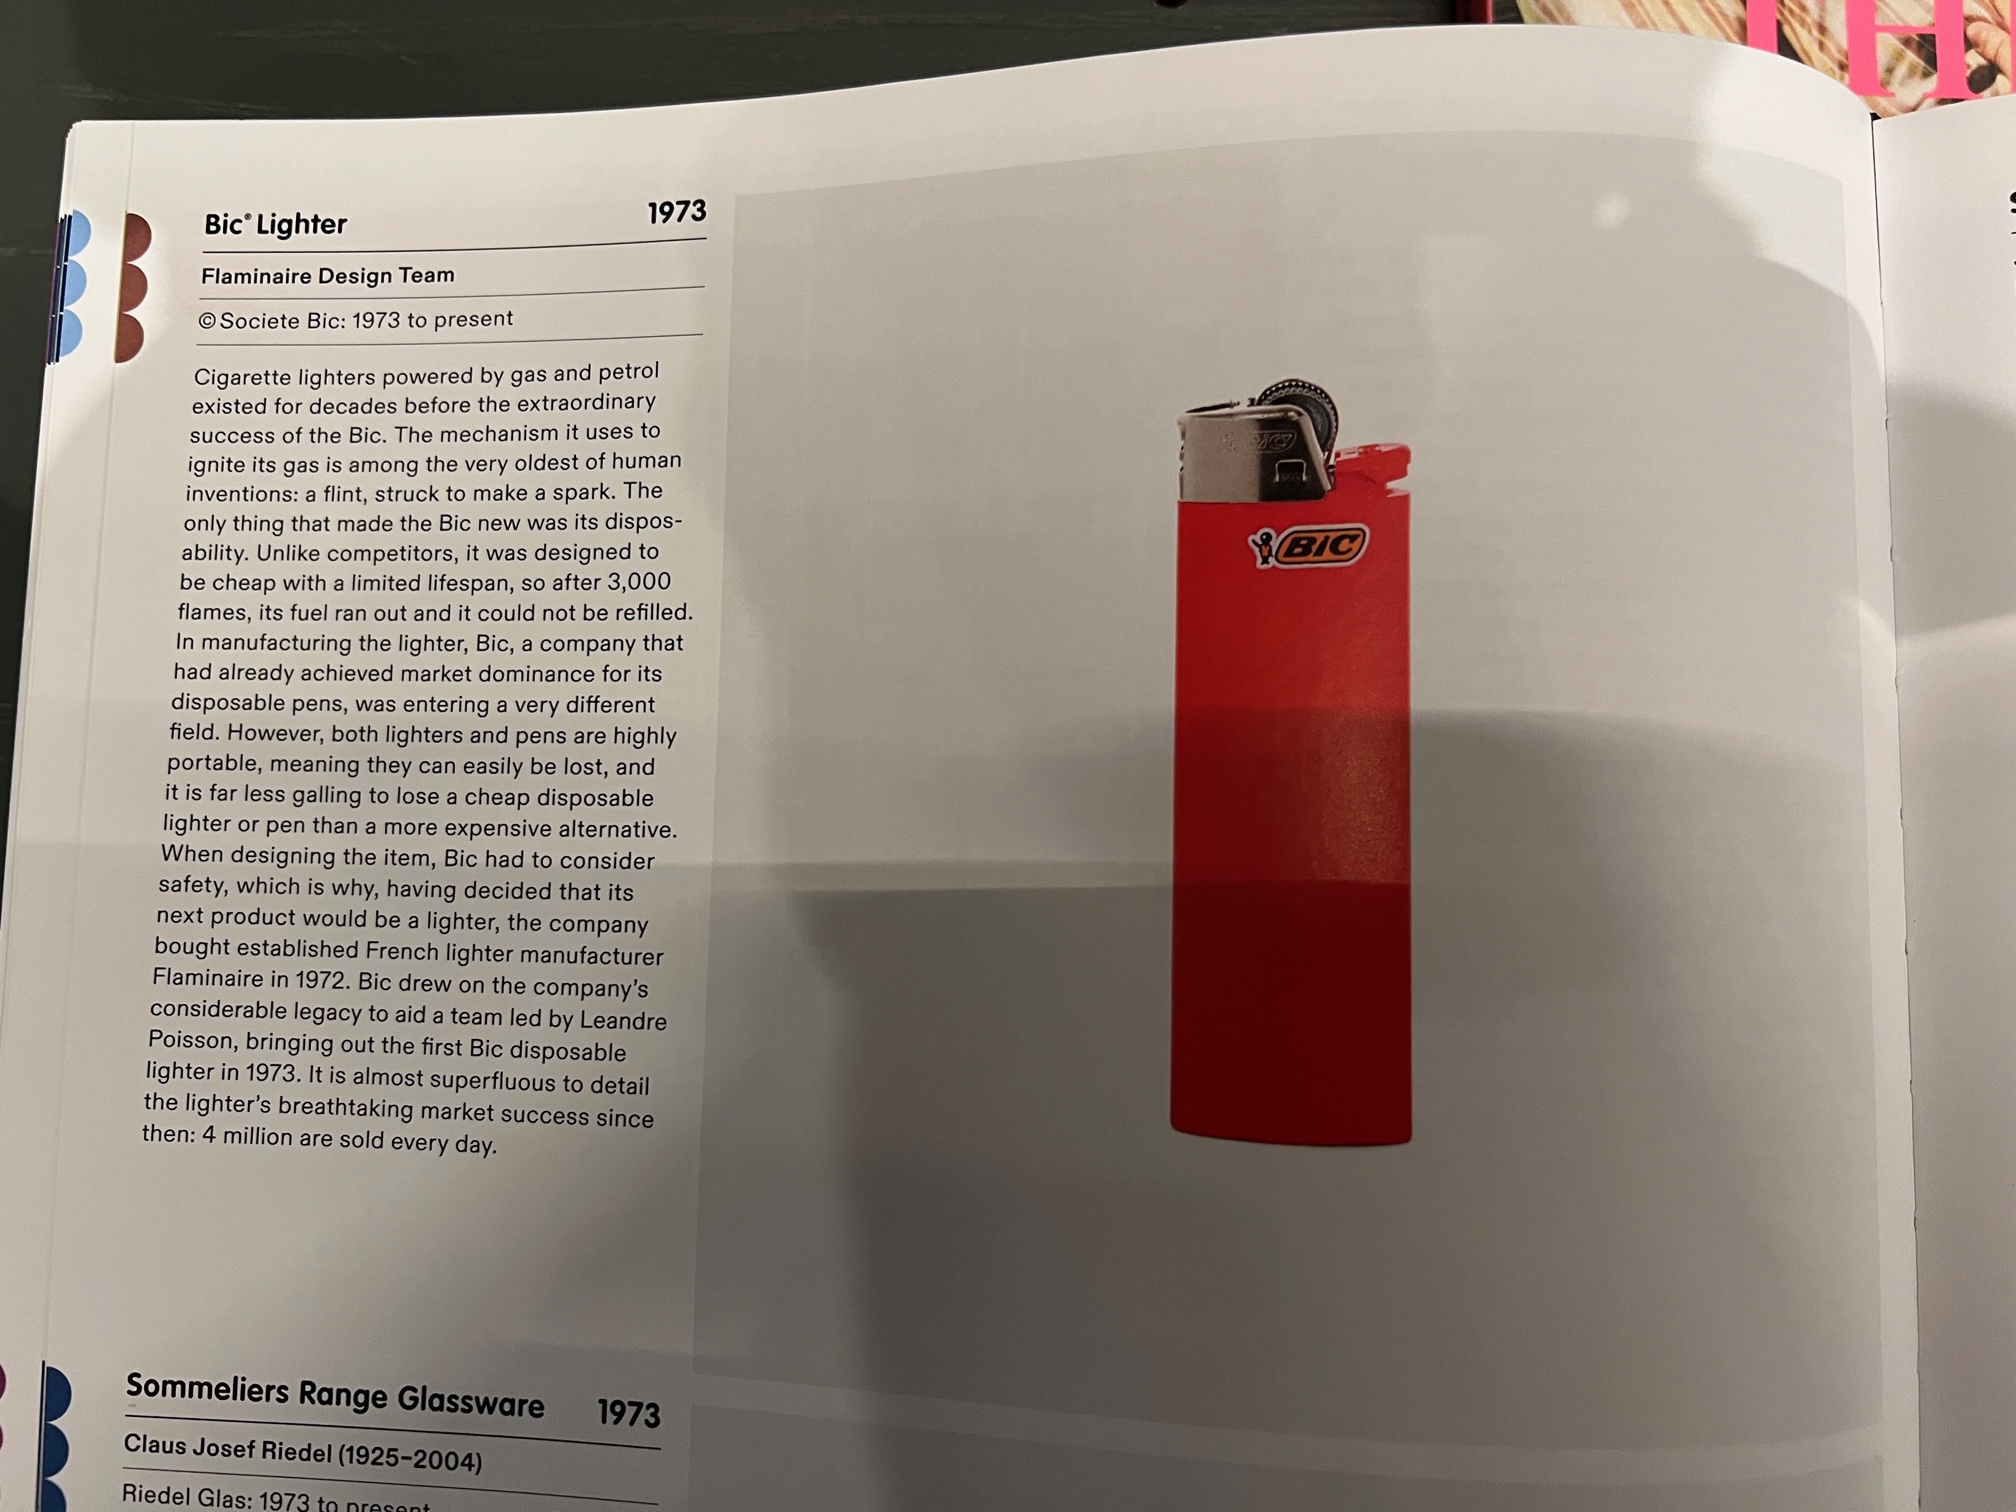 Bic® Lighter 1973
Flaminaire Design Team
© Societe Bic: 1973 to present
Cigarette lighters powered by gas and petrol
existed for decades before the extraordinary
success of the Bic. The mechanism it uses to
ignite its gas is among the very oldest of human
inventions: a flint, struck to make a spark. The
only thing that made the Bic new was its dispos-
ability. Unlike competitors, it was designed to
be cheap with a limited lifespan, so after 3,000
flames, its fuel ran out and it could not be refilled.
In manufacturing the lighter, Bic, a company that
had already achieved market dominance for its
disposable pens, was entering a very different
field. However, both lighters and pens are highly
portable, meaning they can easily be lost, and
it is far less galling to lose a cheap disposable
lighter or pen than a more expensive alternative.
When designing the item, Bic had to consider
safety, which is why, having decided that its
next product would be a lighter, the company
bought established French lighter manufacturer
Flaminaire in 1972. Bic drew on the company's
considerable legacy to aid a team led by Leandre
Poisson, bringing out the first Bic disposable
lighter in 1973. It is almost superfluous to detail
the lighter's breathtaking market success since
then: 4 million are sold every day.
Sommeliers Range Glassware 1973
Claus Josef Riedel (1925–2004)
Riedel Glas: 1973 to present
BIC
BIC
TH